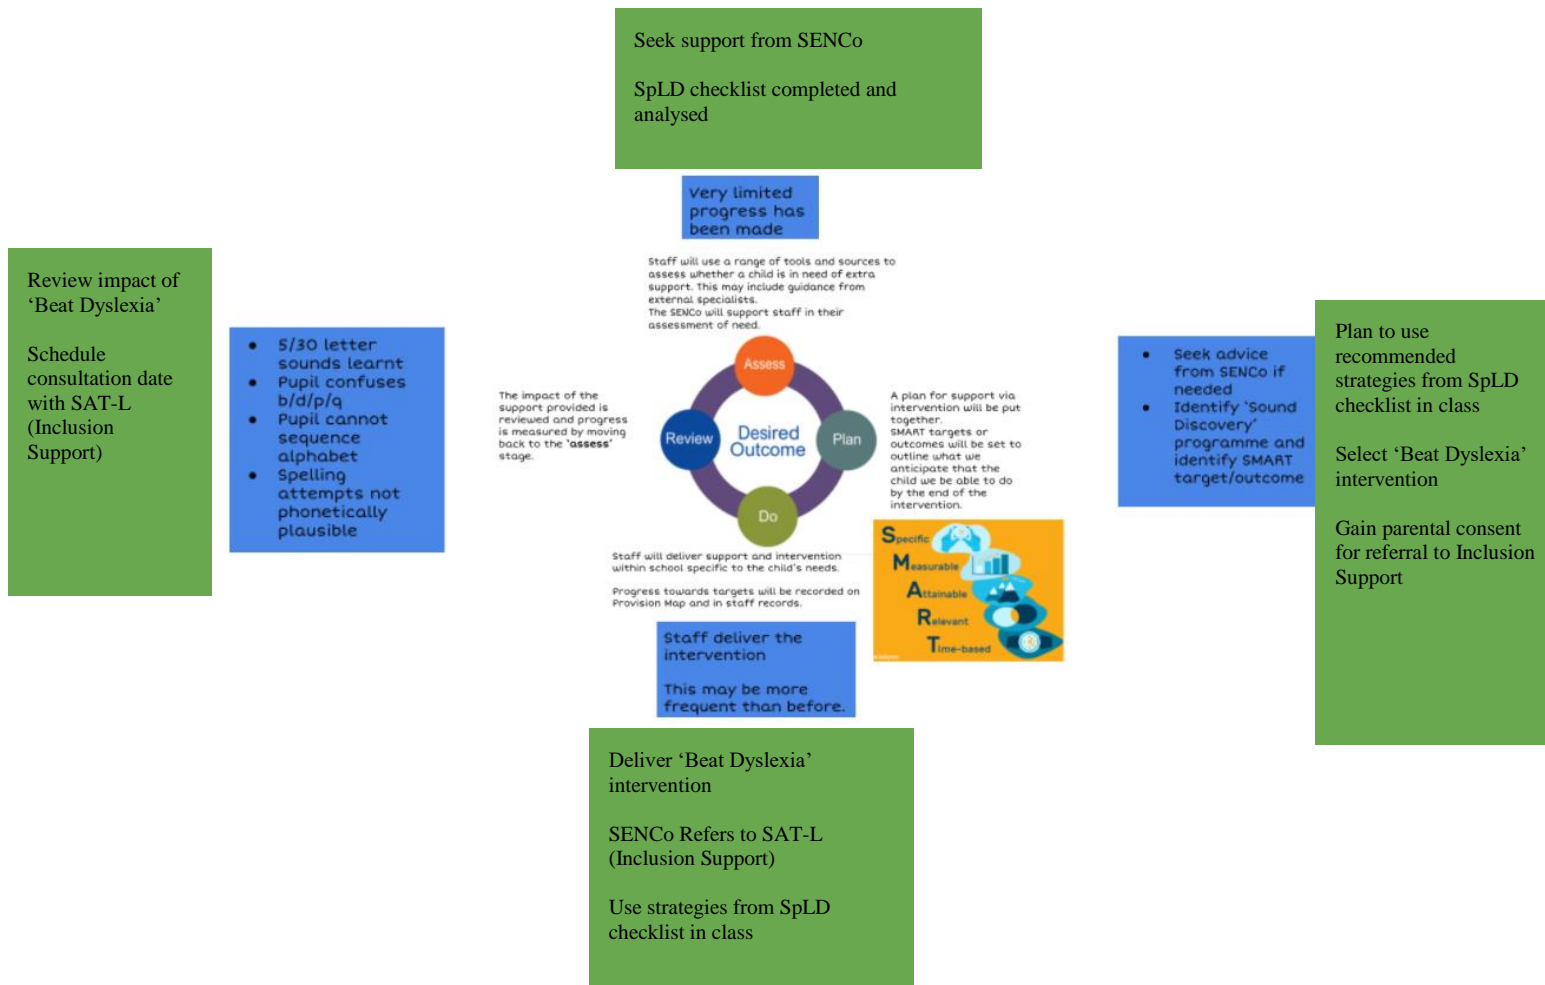 Seek support from SENCo
SpLD checklist completed and
analysed
Very limited
progress has
been made
Staff will use a range of tools and sources to
assess whether a child is in need of extra
support. This may include guidance from
external specialists.
The SENCo will support staff in their
assessment of need.
Review impact of
‘Beat Dyslexia’
Schedule
consultation date
with SAT-L
(Inclusion
Support)
• 5/30 letter
sounds learnt
• Pupil confuses
b/d/p/q
• Pupil cannot
sequence
alphabet
• Spelling
attempts not
phonetically
plausible
The impact of the
support provided is
reviewed and progress
is measured by moving
back to the ‘assess’
stage.
Assess
Review
Desired
Outcome
Plan
Do
A plan for support via
intervention will be put
together.
SMART targets or
outcomes will be set to
outline what we
anticipate that the
child we be able to do
by the end of the
intervention.
• Seek advice
from SENCo if
needed
• Identify ‘Sound
Discovery’
programme and
identify SMART
target/outcome
Plan to use
recommended
strategies from SpLD
checklist in class
Select ‘Beat Dyslexia’
intervention
Gain parental consent
for referral to Inclusion
Support
Specific
Measurable
Attainable
Relevant
Time-based
Staff will deliver support and intervention
within school specific to the child's needs.
Progress towards targets will be recorded on
Provision Map and in staff records.
Staff deliver the
intervention
This may be more
frequent than before.
Deliver ‘Beat Dyslexia’
intervention
SENCo Refers to SAT-L
(Inclusion Support)
Use strategies from SpLD
checklist in class